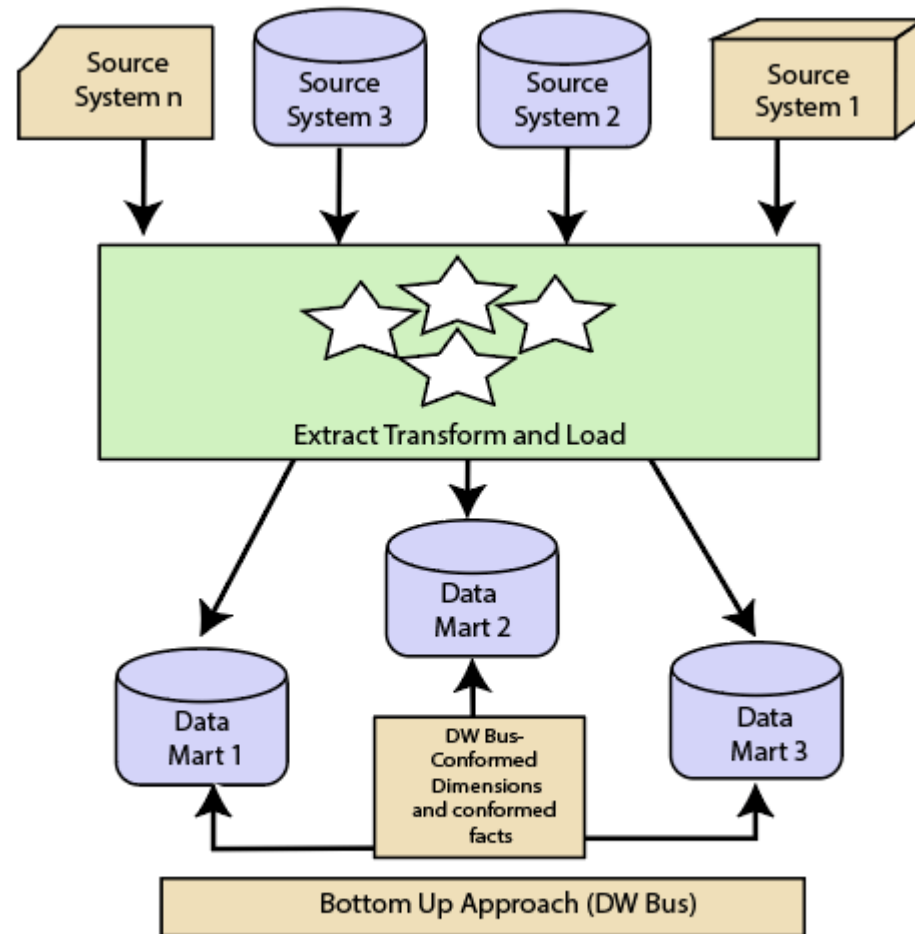 Source
System n
Source
System 3
Source
System 2
Source
System 1
Extract Transform and Load
Data
Mart 2
Data
Mart 1
DW Bus-
Conformed
Dimensions
and conformed
facts
Data
Mart 3
Bottom Up Approach (DW Bus)